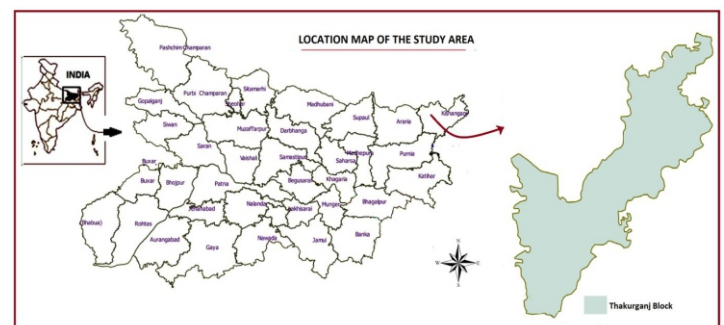 LOCATION MAP OF THE STUDY AREA
INDIA
Pashchim Champaran
Purbi Champaran
Sitamarhi
Sheohar
Gopalganj
Siwan
Saran
Muzaffarpur
Madhubani
Darbhanga
Supaul
Araria
Kishanganj
Vaishali
Samastipur
Saharsa
Madhepura
Purnia
Katihar
Buxar
Buxar
Bhojpur
Patna
Begusarai
Khagaria
(Bhabua)
Rohtas
Jehanabad
Nalanda
Lakhisarai
Munger
Bhagalpur
Aurangabad
Gaya
Nawada
Jamui
Banka
N
W
E
S
Thakurganj Block